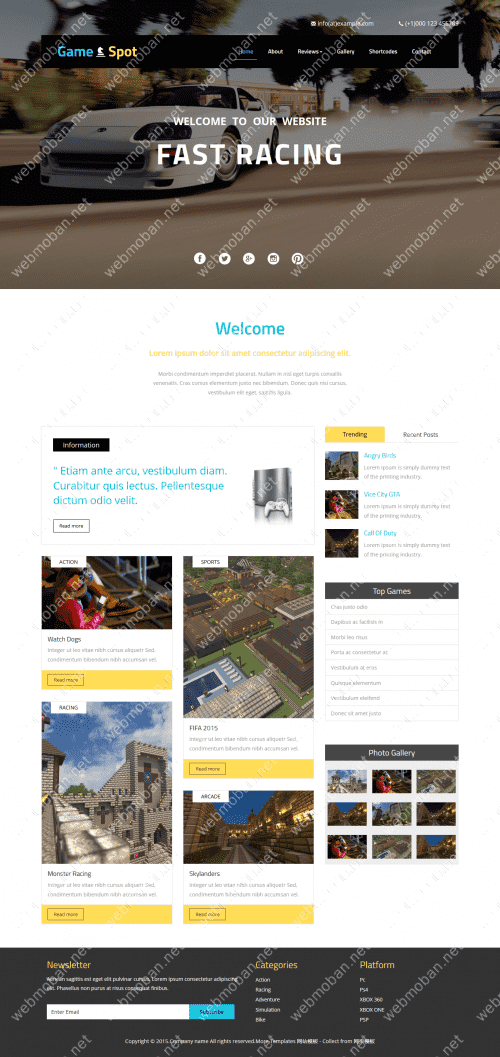 info(at)example.com
(+1)000 123 456789
Game Spot
Home
About
Reviews
Gallery
Shortcodes
Contact
WELCOME TO OUR WEBSITE
FAST RACING
Welcome
Lorem ipsum dolor sit amet consectetur adipiscing elit.
Morbi condimentum imperdiet placerat. Nullam in nisl eget turpis convallis
venenatis. Cras cursus elementum justo nec bibendum. Donec quis nisi cursus,
vestibulum elit eget, sagittis ligula
Information
" Etiam ante arcu, vestibulum diam.
Curabitur quis lectus. Pellentesque
dictum odio velit.
Read more
ACTION
Watch Dogs
Integer ut leo vitae nibh cursus aliquet! Sed,
condimentum bibendum nibh accumsan vel.
Read more
RACING
Monster Racing
Integer ut leo vitae nibh cursus aliquet! Sed,
condimentum bibendum nibh accumsan vel.
Read more
SPORTS
FIFA 2015
Integer ut leo vitae nibh cursus aliquet! Sed,
condimentum bibendum nibh accumsan vel.
Read more
ARCADE
Skylanders
Integer ut leo vitae nibh cursus aliquet! Sed,
condimentum bibendum nibh accumsan vel.
Read more
Trending
Recent Posts
Angry Birds
Lorem Ipsum is simply dummy text
of the printing industry.
Vice City GTA
Lorem Ipsum is simply dummy text
of the printing industry.
Call Of Duty
Lorem Ipsum is simply dummy text
of the printing industry.
Top Games
Cras justo odio
Dapibus ac facilisis in
Morbi leo risus
Porta ac consectetur ac
Vestibulum at eros
Quisque elementum
Vestibulum eleifend
Donec sit amet justo
Photo Gallery
Newsletter
Aenean sagittis est eget elit pulvinar cursus. Lorem ipsum consectetur adipiscing
elit. Phasellus non purus at risus consequat finibus.
Enter Email
Subscribe
Categories
Action
Racing
Adventure
Simulation
Bike
Platform
Pc
Ps4
XBOX 360
XBOX ONE
PSP
Copyright © 2015.Company name All rights reserved.More Templates 网站模板 - Collect from 网页模板
webmoban.net